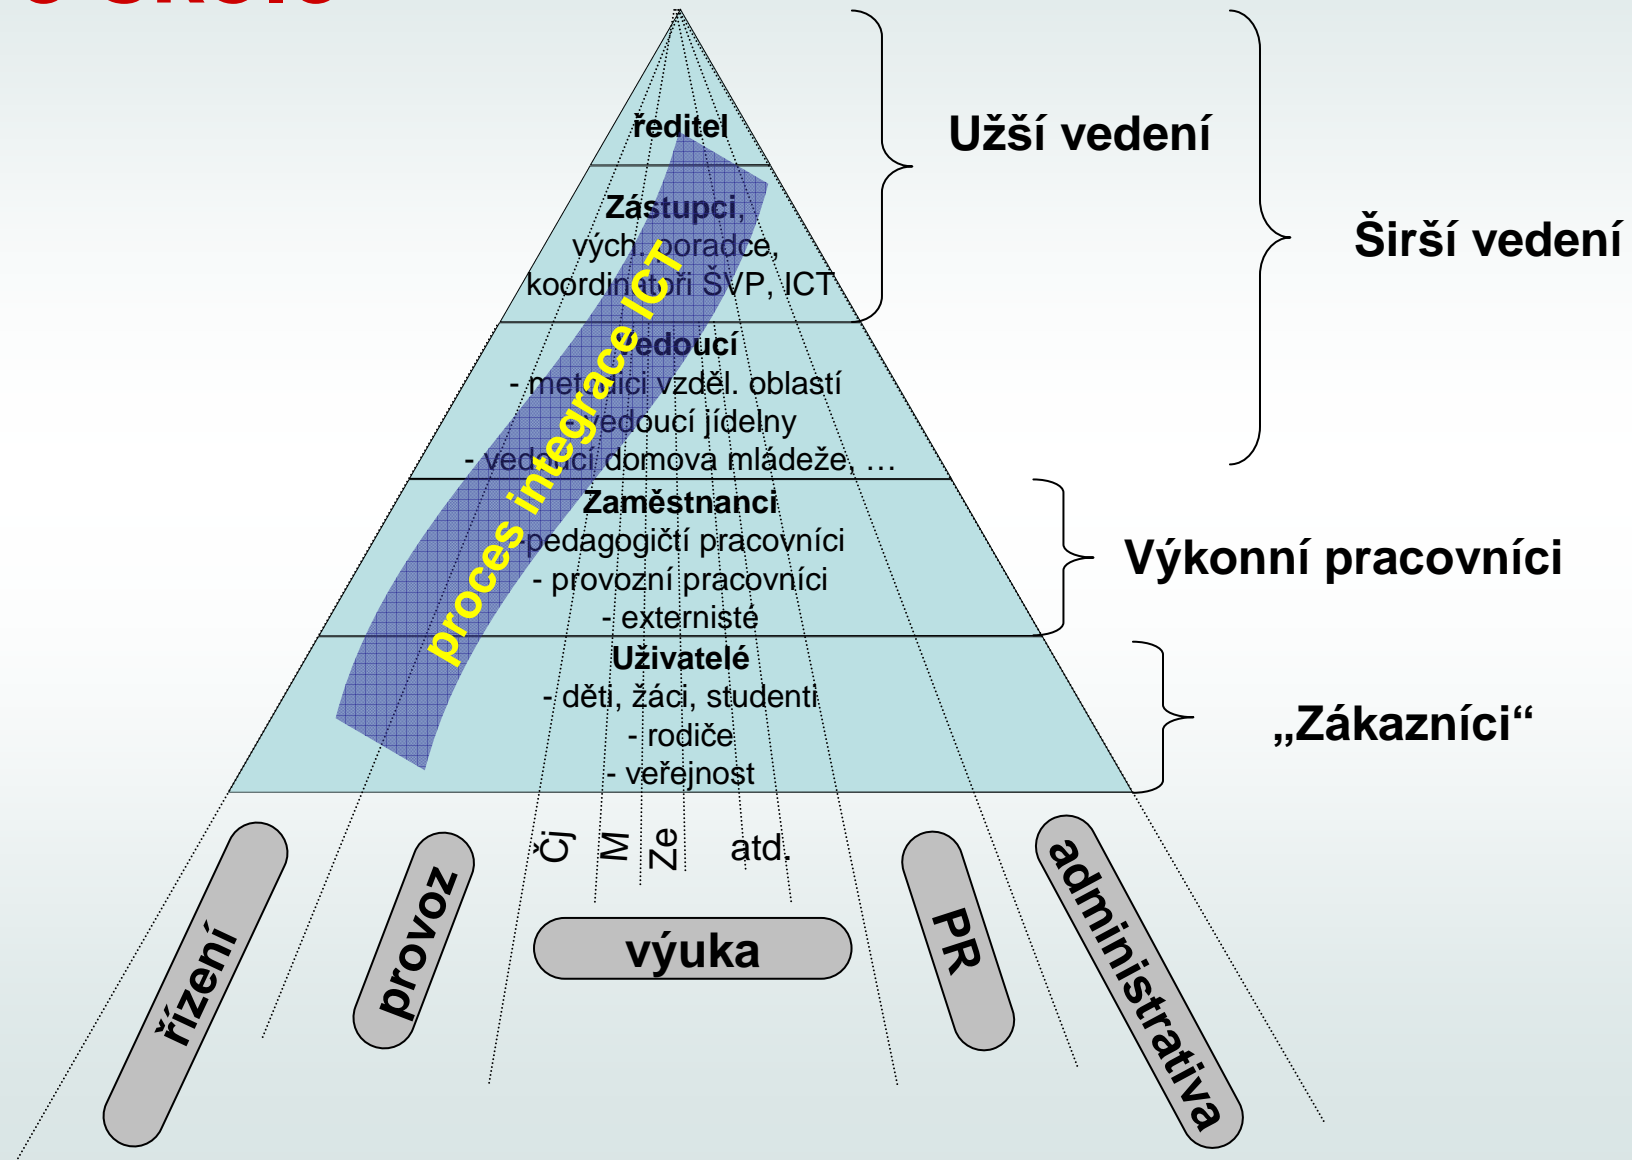 ředitel
Užší vedení
Zástupci,
vých. poradce,
koordinátoři ŠVP, ICT
Širší vedení
Vedoucí
- metodici vzděl. oblastí
- vedoucí jídelny
- vedoucí domova mládeže, …
Zaměstnanci
-pedagogičtí pracovníci
- provozní pracovníci
- externisté
Výkonní pracovníci
Uživatelé
- děti, žáci, studenti
- rodiče
- veřejnost
„Zákazníci“
proces integrace ICT
Čj M Ze atd.
řízení
provoz
výuka
PR
administrativa